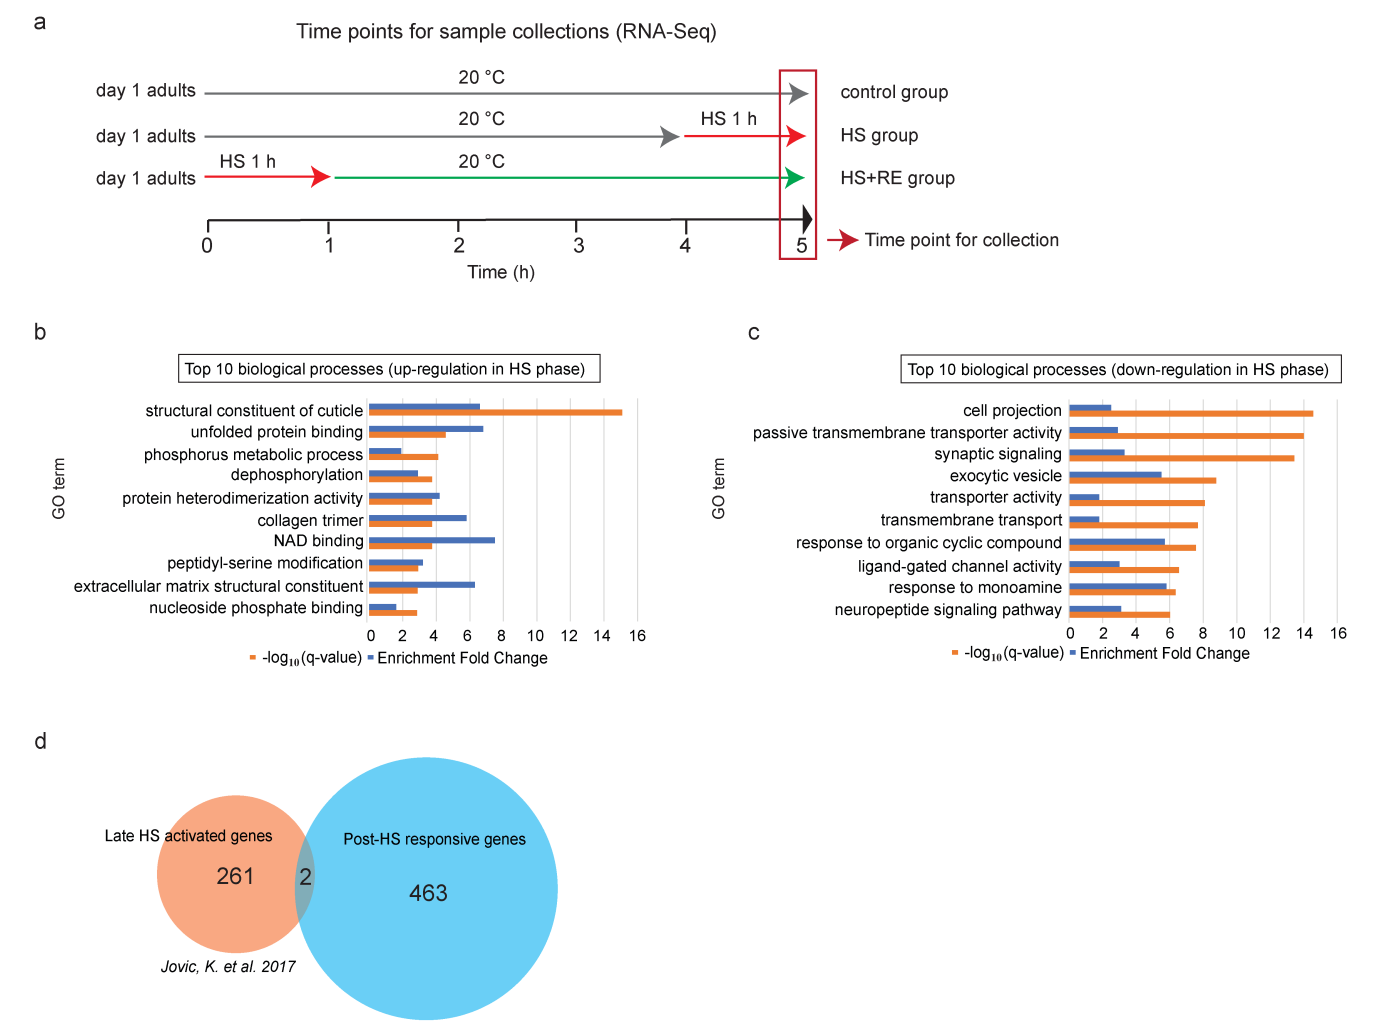 a
Time points for sample collections (RNA-Seq)
day 1 adults 20 °C control group
day 1 adults 20 °C HS 1 h HS group
day 1 adults HS 1 h 20 °C HS+RE group
0 1 2 3 4 5
Time (h)
Time point for collection
b
Top 10 biological processes (up-regulation in HS phase)
GO term
structural constituent of cuticle
unfolded protein binding
phosphorus metabolic process
dephosphorylation
protein heterodimerization activity
collagen trimer
NAD binding
peptidyl-serine modification
extracellular matrix structural constituent
nucleoside phosphate binding
0 2 4 6 8 10 12 14 16
-log10(q-value) Enrichment Fold Change
c
Top 10 biological processes (down-regulation in HS phase)
GO term
cell projection
passive transmembrane transporter activity
synaptic signaling
exocytic vesicle
transporter activity
transmembrane transport
response to organic cyclic compound
ligand-gated channel activity
response to monoamine
neuropeptide signaling pathway
0 2 4 6 8 10 12 14 16
-log10(q-value) Enrichment Fold Change
d
Late HS activated genes
Post-HS responsive genes
261 2 463
Jovic, K. et al. 2017